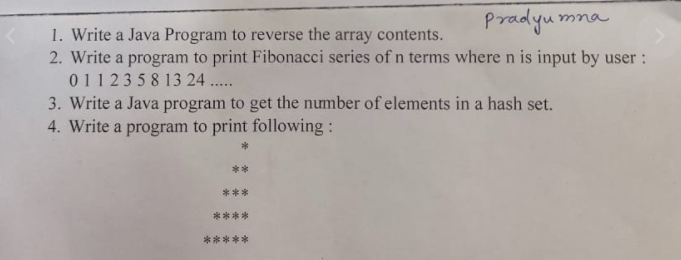 pradyumna
1. Write a Java Program to reverse the array contents.
2. Write a program to print Fibonacci series of n terms where n is input by user :
0 1 1 2 3 5 8 13 24 .....
3. Write a Java program to get the number of elements in a hash set.
4. Write a program to print following :
*
**
***
****
*****